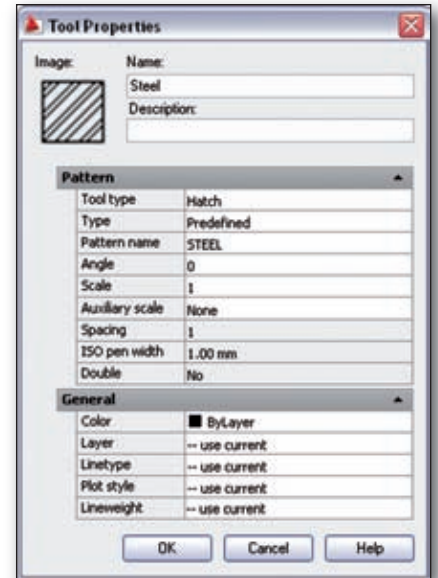 Tool Properties
Image:
Name:
Steel
Description:
Pattern
Tool type Hatch
Type Predefined
Pattern name STEEL
Angle 0
Scale 1
Auxiliary scale None
Spacing 1
ISO pen width 1.00 mm
Double No
General
Color ByLayer
Layer -- use current
Linetype -- use current
Plot style -- use current
Lineweight -- use current
OK Cancel Help